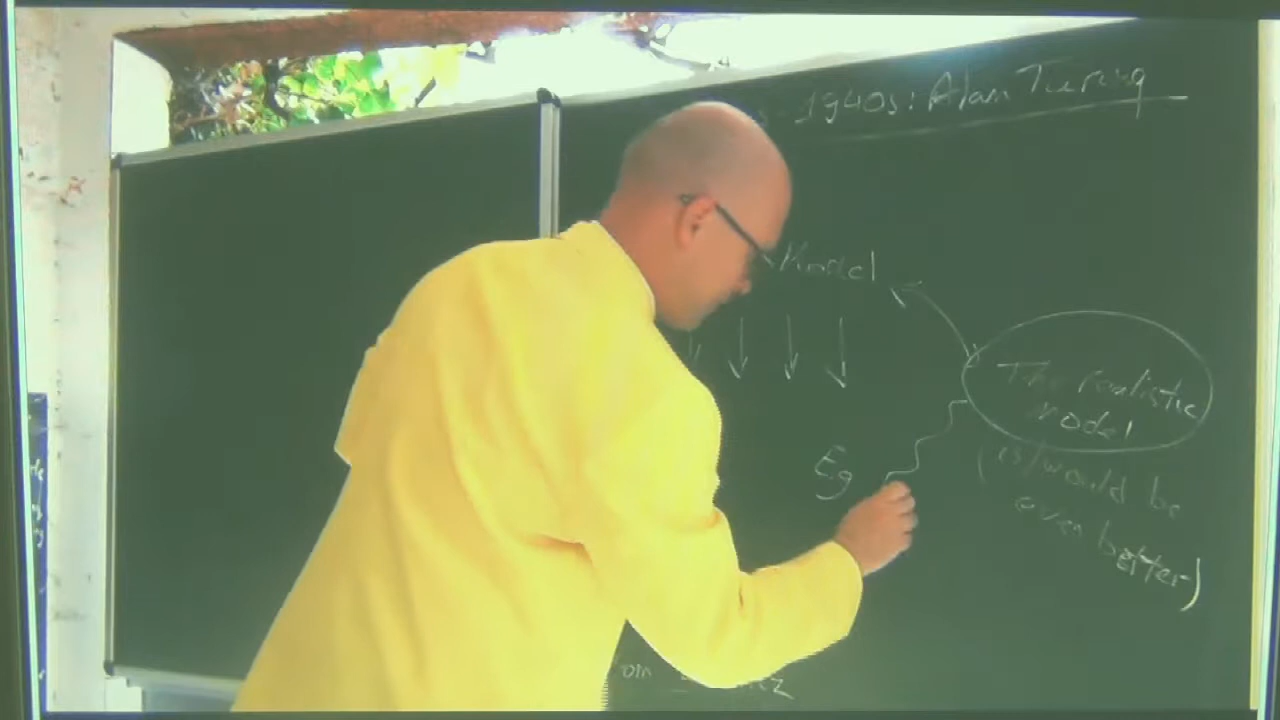 1940s: Alan Turing
Model
The realistic
model
(is/would be
even better)
Eg